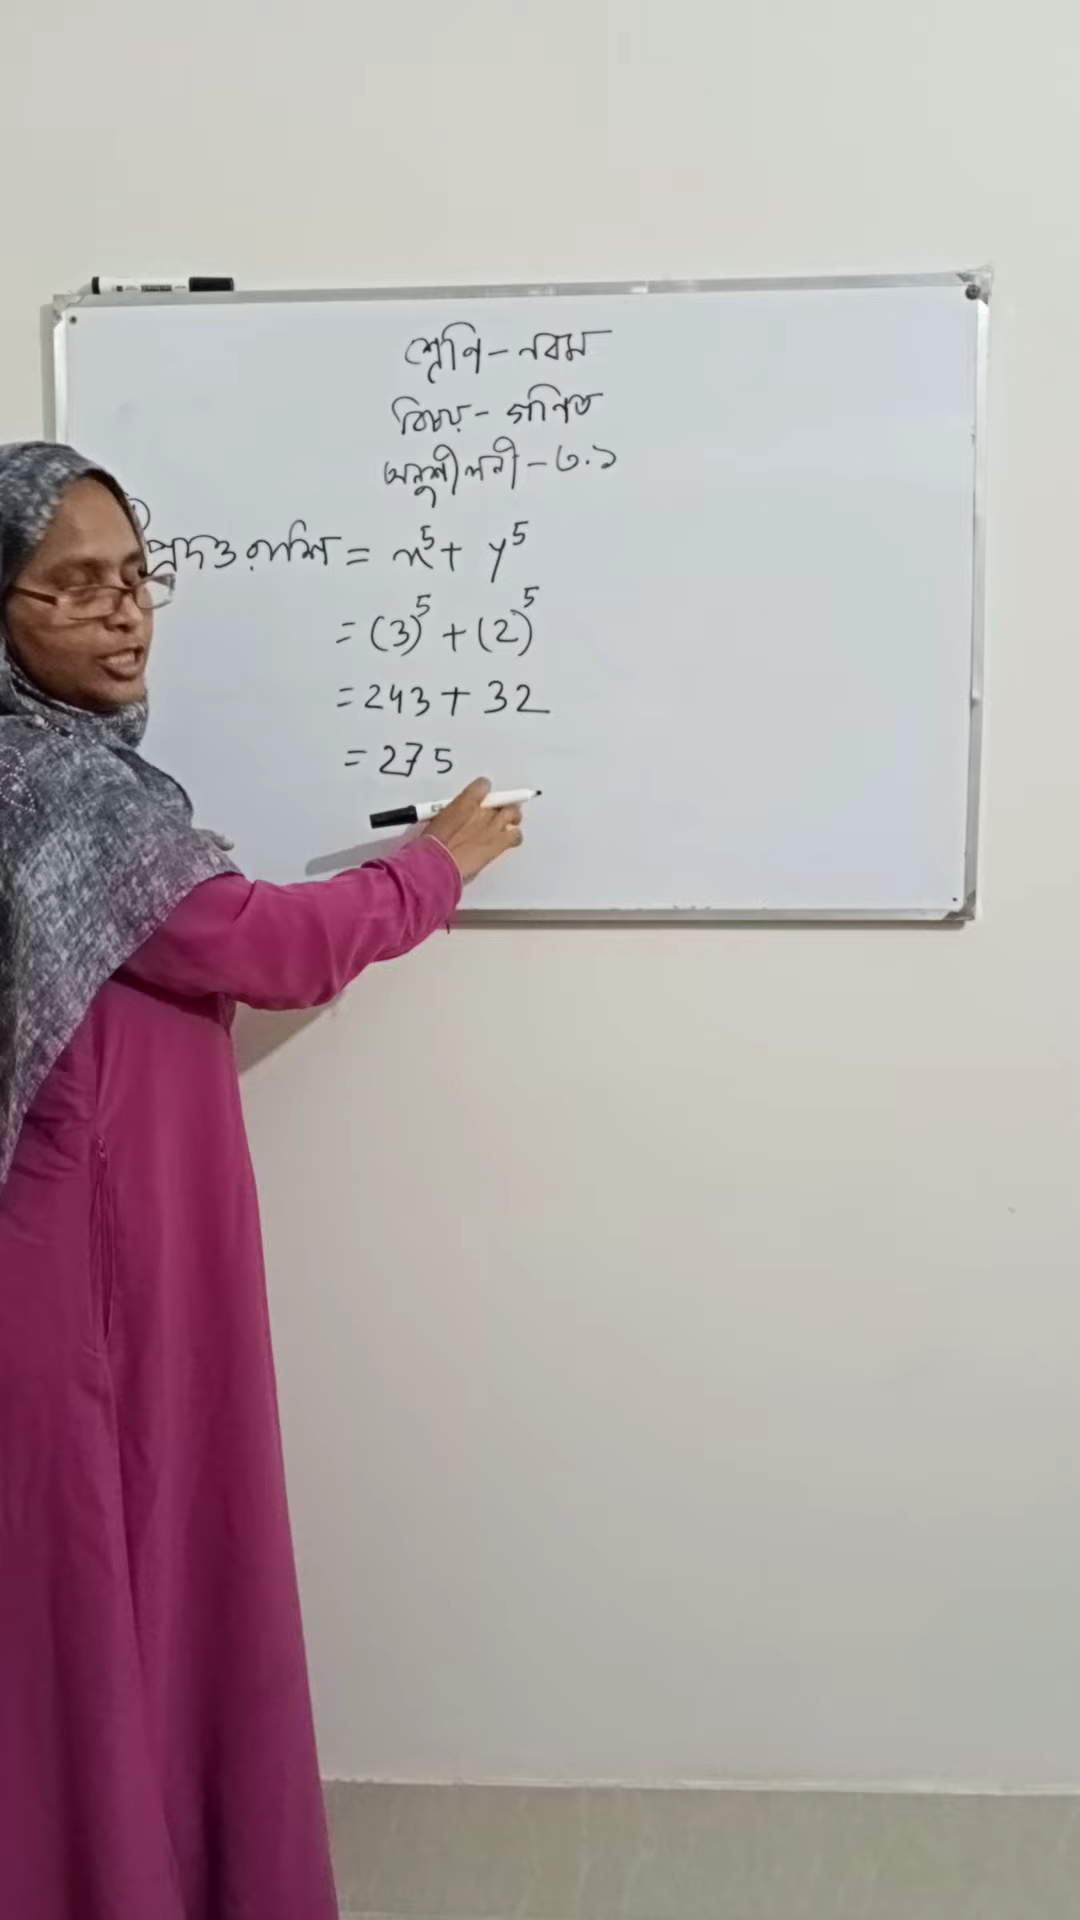 শ্রেণি - নবম
বিষয় - গণিত
অনুশীলনী - ৩.১
প্রদত্ত রাশি = x⁵ + y⁵
= (3)⁵ + (2)⁵
= 243 + 32
= 275